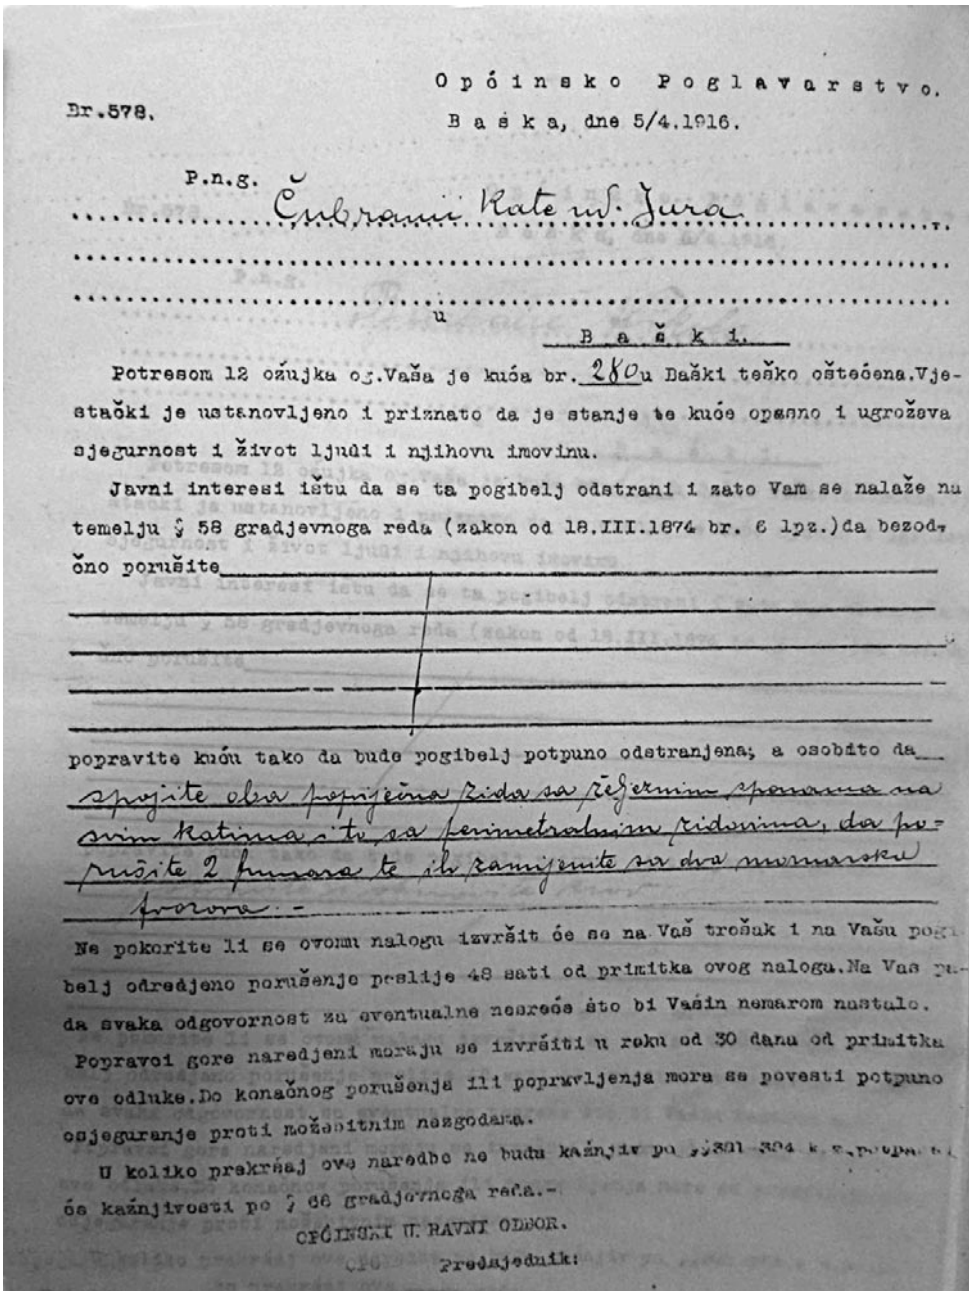 Općinsko Poglavarstvo.
Br.578.
Baška, dne 5/4.1916.
P.n.g.
Čubranić Kate ud. Jura
u
Baški.
Potresom 12 ožujka og.Vaša je kuća br. 280 u Baški teško oštećena.Vje-
štački je ustanovljeno i priznato da je stanje te kuće opasno i ugrožava
sjegurnost i život ljudi i njihovu imovinu.
Javni interesi ištu da se ta pogibelj odstrani i zato Vam se nalaže na
temelju § 58 gradjevnoga reda (zakon od 18.III.1874 br. 6 lpz.)da bezod-
čno porušite
popravite kuću tako da bude pogibelj potpuno odstranjena; a osobito da
spojite oba popriječna zida sa željeznim sponama na
svim katima i to sa perimetralnim zidovima, da po=
rušite 2 fumara te ih zamijenite sa dva
Ne pokorite li se ovomu nalogu izvršit će se na Vaš trošak i na Vašu pogi-
belj odredjeno porušenje poslije 48 sati od primitka ovog naloga.Na Vas pa-
da svaka odgovornost za eventualne nesreće što bi Vašim nemarom nastale.
Popravci gore naredjeni moraju se izvršiti u roku od 30 dana od primitka
ove odluke.Do konačnog porušenja ili popravljenja mora se povesti potpuno
osjeguranje proti možebitnim nezgodama.
U koliko prekršaj ove naredbe ne budu kažnjiv po
će kažnjivosti po § 66 gradjevnoga reda.-
OPĆINSKI UPRAVNI ODBOR.
Predsjednik: